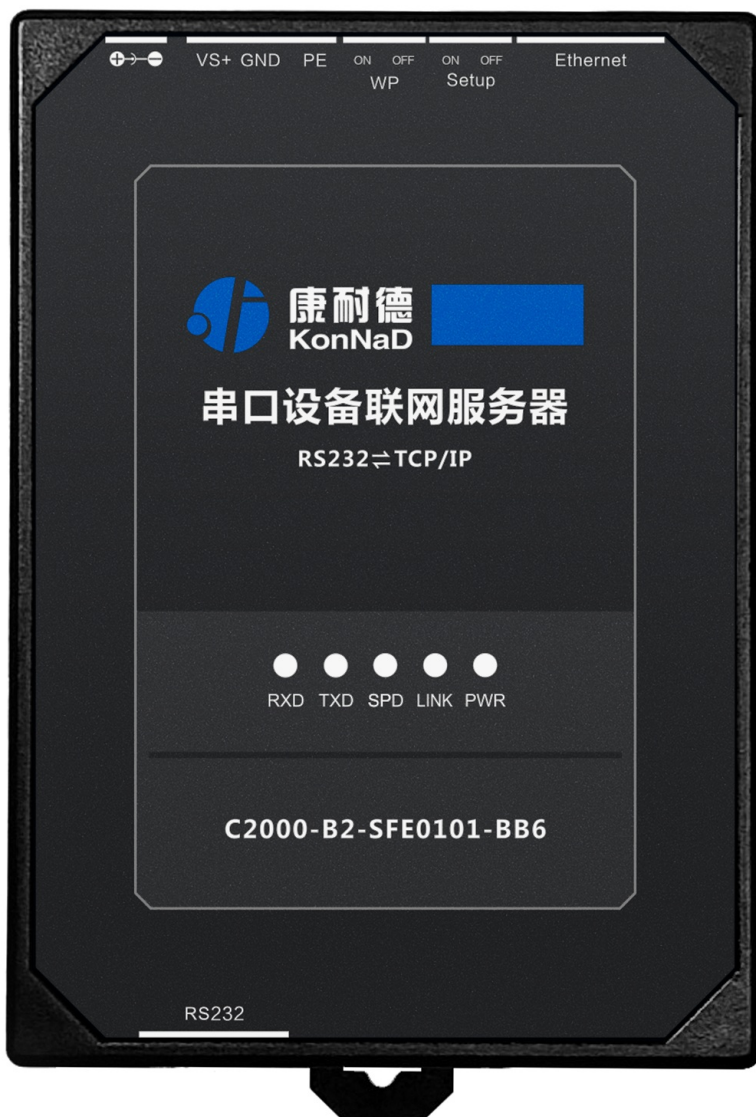 VS+ GND PE ON OFF ON OFF Ethernet
WP Setup
康耐德
KonNaD
串口设备联网服务器
RS232⇌TCP/IP
RXD TXD SPD LINK PWR
C2000-B2-SFE0101-BB6
RS232